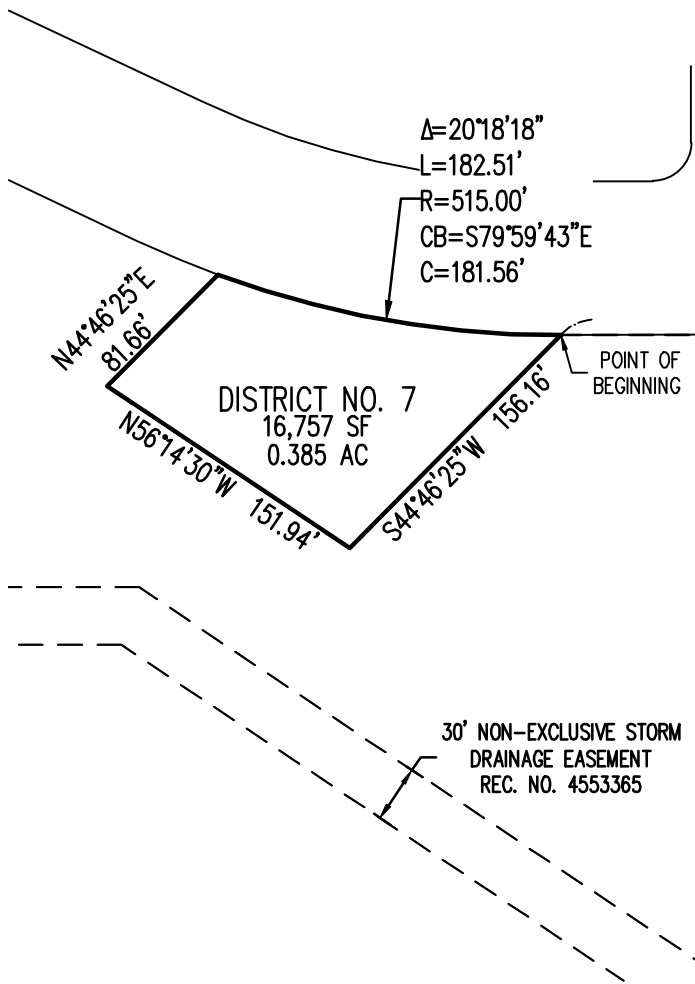 Δ=20°18'18"
L=182.51'
R=515.00'
CB=S79°59'43"E
C=181.56'
N44°46'25"E
81.66'
POINT OF
BEGINNING
DISTRICT NO. 7
16,757 SF
0.385 AC
N56°14'30"W 151.94'
S44°46'25"W 156.16'
30' NON-EXCLUSIVE STORM
DRAINAGE EASEMENT
REC. NO. 4553365